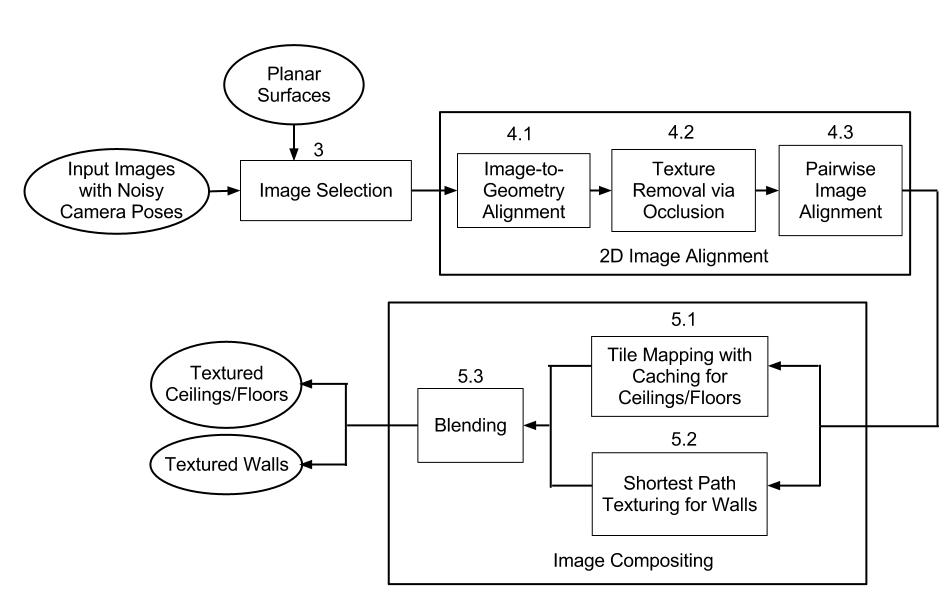 Planar
Surfaces
3
Input Images
with Noisy
Camera Poses
Image Selection
4.1
Image-to-
Geometry
Alignment
4.2
Texture
Removal via
Occlusion
4.3
Pairwise
Image
Alignment
2D Image Alignment
5.1
Tile Mapping with
Caching for
Ceilings/Floors
5.2
Shortest Path
Texturing for Walls
5.3
Blending
Image Compositing
Textured
Ceilings/Floors
Textured Walls